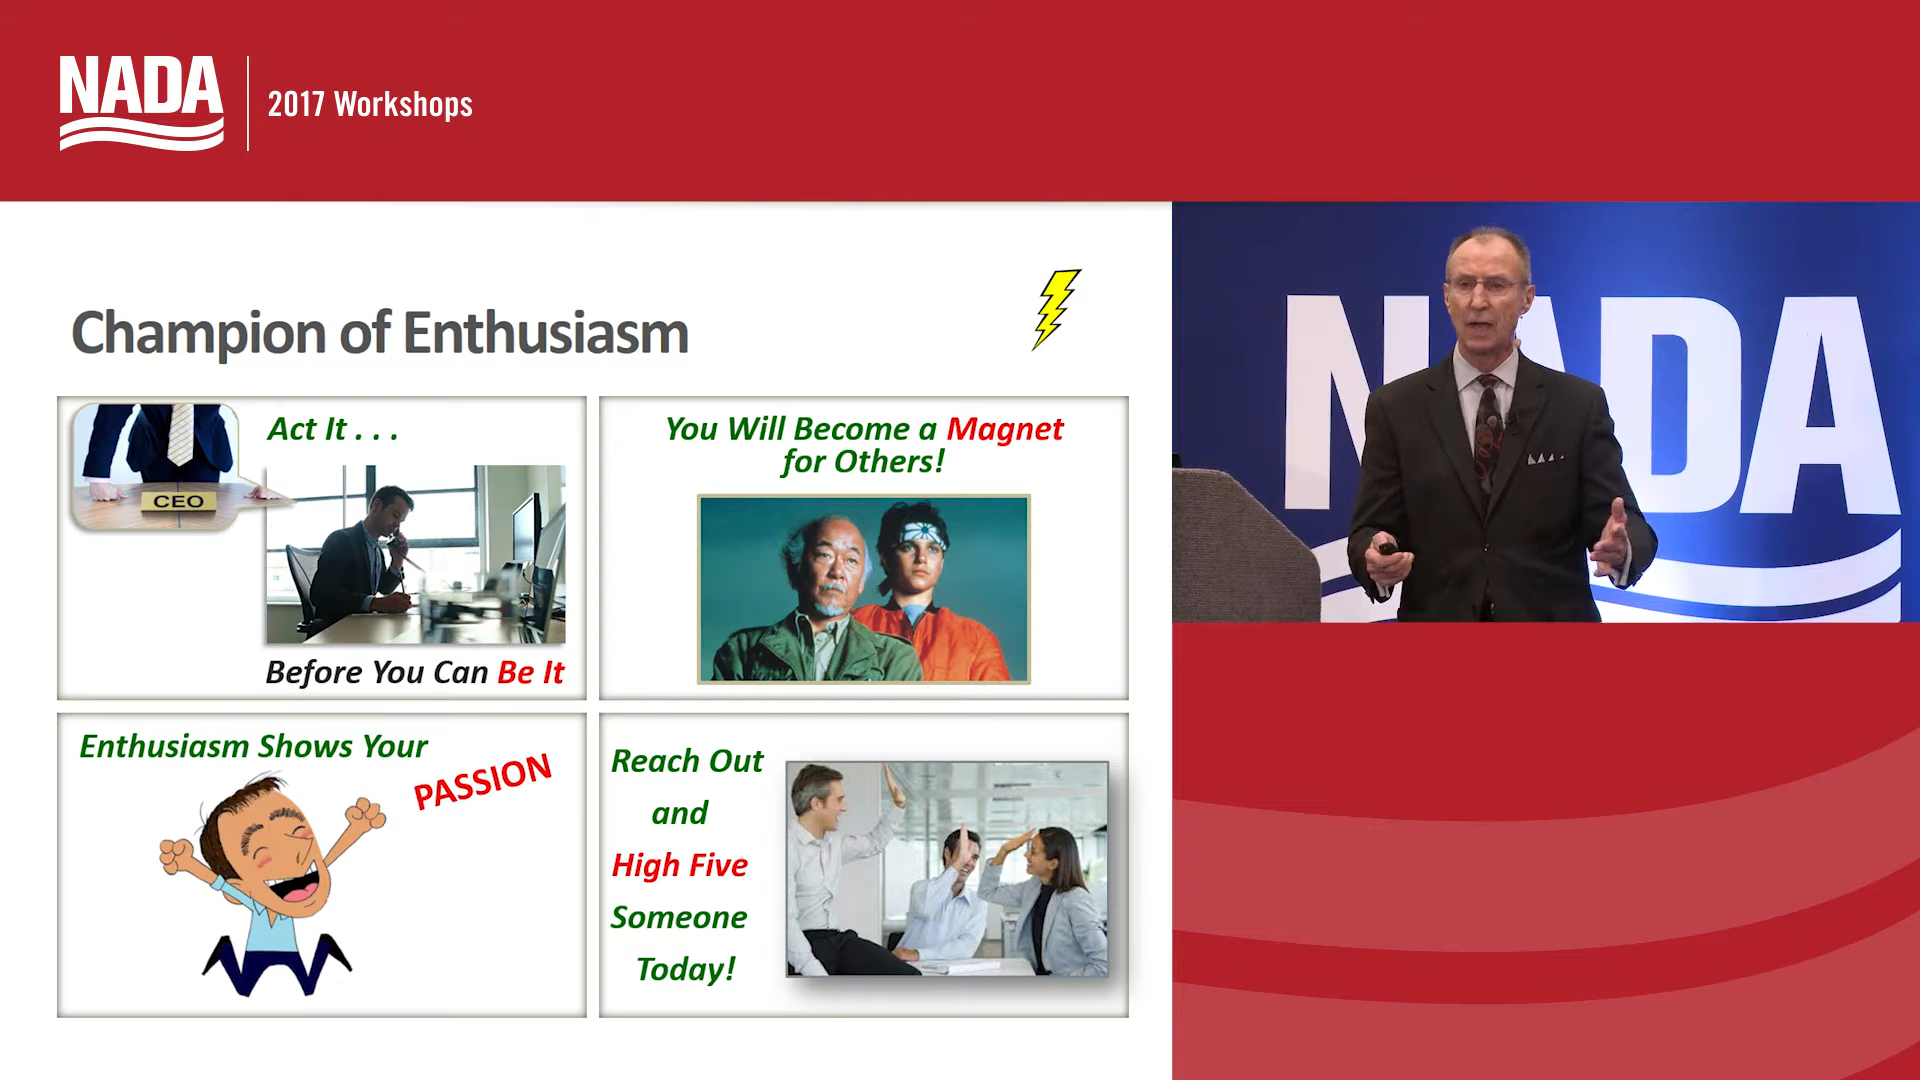 NADA
2017 Workshops
Champion of Enthusiasm
Act It . . .
CEO
Before You Can Be It
You Will Become a Magnet
for Others!
Enthusiasm Shows Your
PASSION
Reach Out
and
High Five
Someone
Today!
NADA